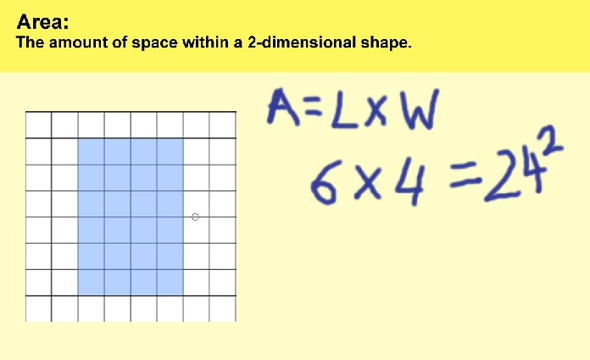 Area:
The amount of space within a 2-dimensional shape.
A=L×W
6×4=24²